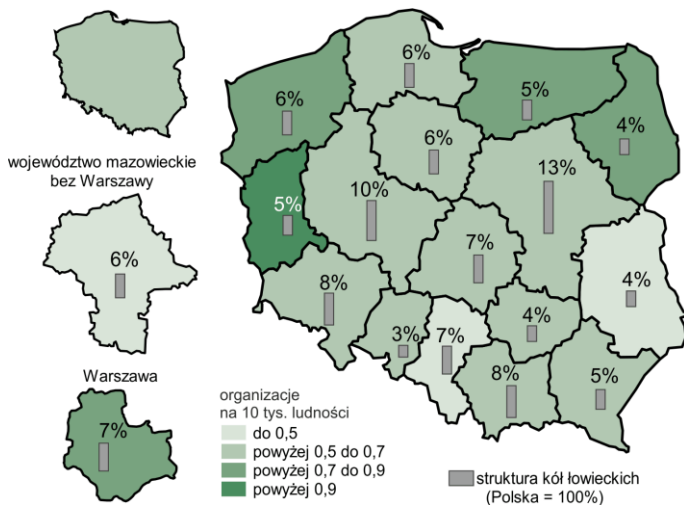 województwo mazowieckie
bez Warszawy
6%
Warszawa
7%
6%
6%
5%
4%
6%
13%
10%
5%
7%
4%
8%
4%
3%
7%
8%
5%
organizacje
na 10 tys. ludności
do 0,5
powyżej 0,5 do 0,7
powyżej 0,7 do 0,9
powyżej 0,9
struktura kół łowieckich
(Polska = 100%)